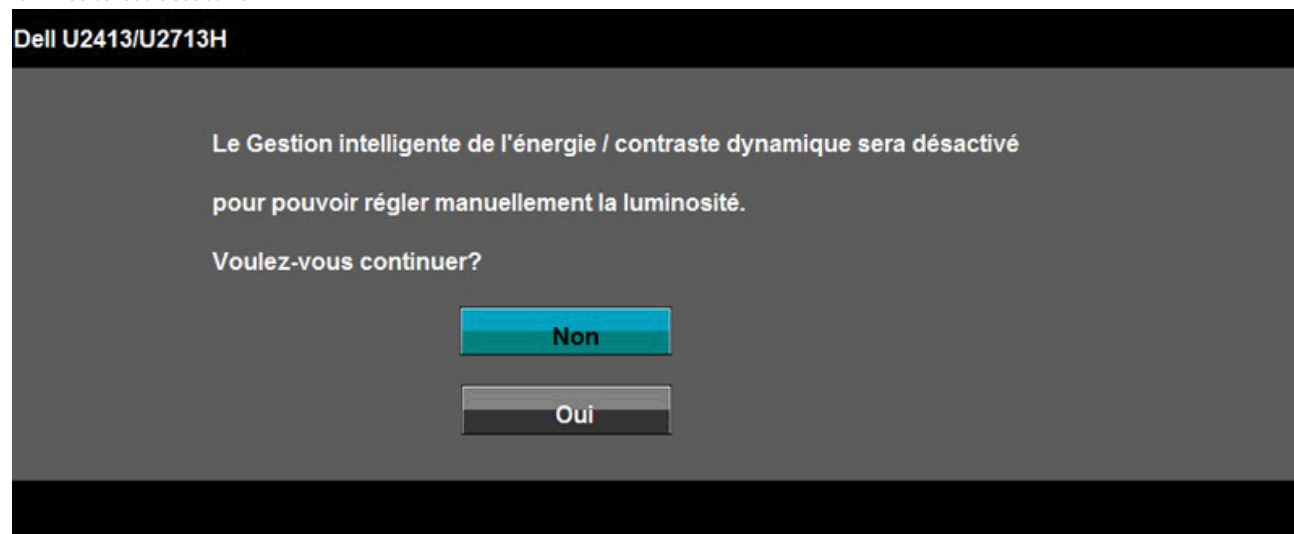 Dell U2413/U2713H
Le Gestion intelligente de l'énergie / contraste dynamique sera désactivé
pour pouvoir régler manuellement la luminosité.
Voulez-vous continuer?
Non
Oui